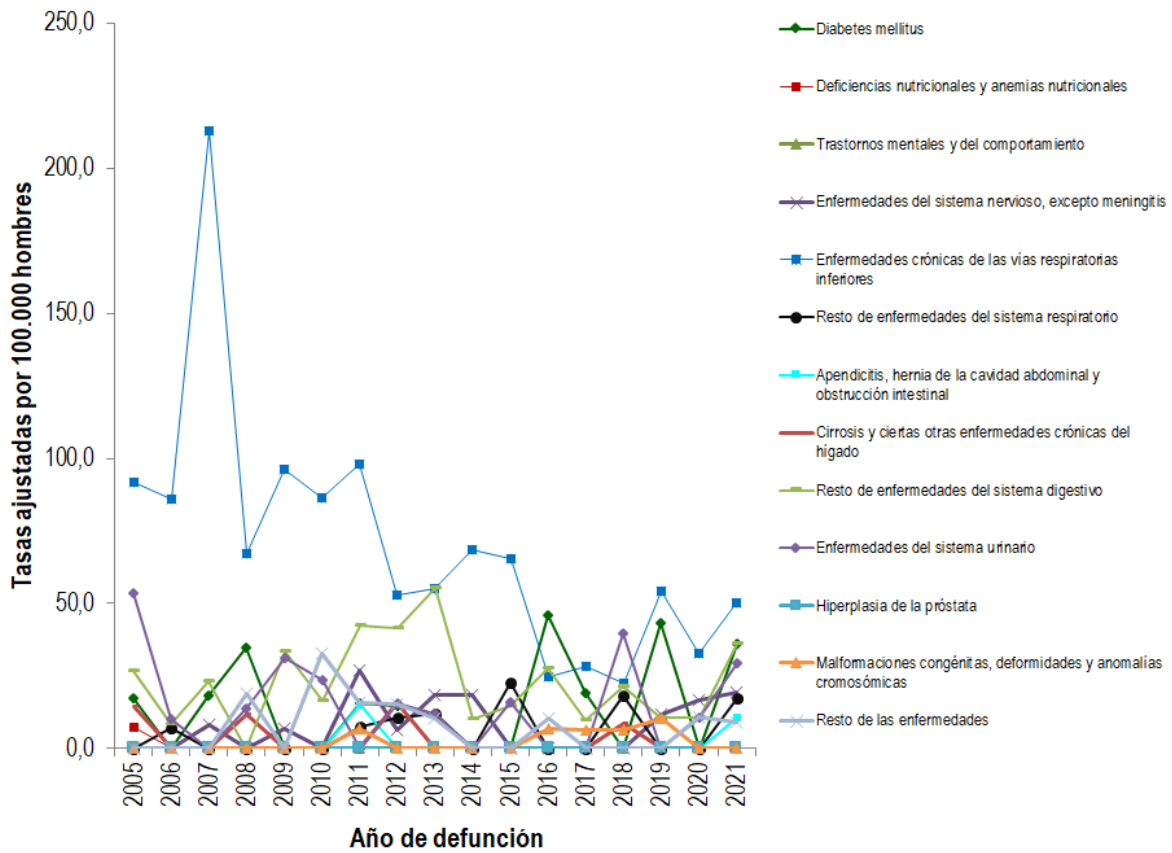 250,0
200,0
150,0
100,0
50,0
0,0
Tasas ajustadas por 100.000 hombres
2005
2006
2007
2008
2009
2010
2011
2012
2013
2014
2015
2016
2017
2018
2019
2020
2021
Año de defunción
Diabetes mellitus
Deficiencias nutricionales y anemias nutricionales
Trastornos mentales y del comportamiento
Enfermedades del sistema nervioso, excepto meningitis
Enfermedades crónicas de las vías respiratorias
inferiores
Resto de enfermedades del sistema respiratorio
Apendicitis, hernia de la cavidad abdominal y
obstrucción intestinal
Cirrosis y ciertas otras enfermedades crónicas del
hígado
Resto de enfermedades del sistema digestivo
Enfermedades del sistema urinario
Hiperplasia de la próstata
Malformaciones congénitas, deformidades y anomalías
cromosómicas
Resto de las enfermedades